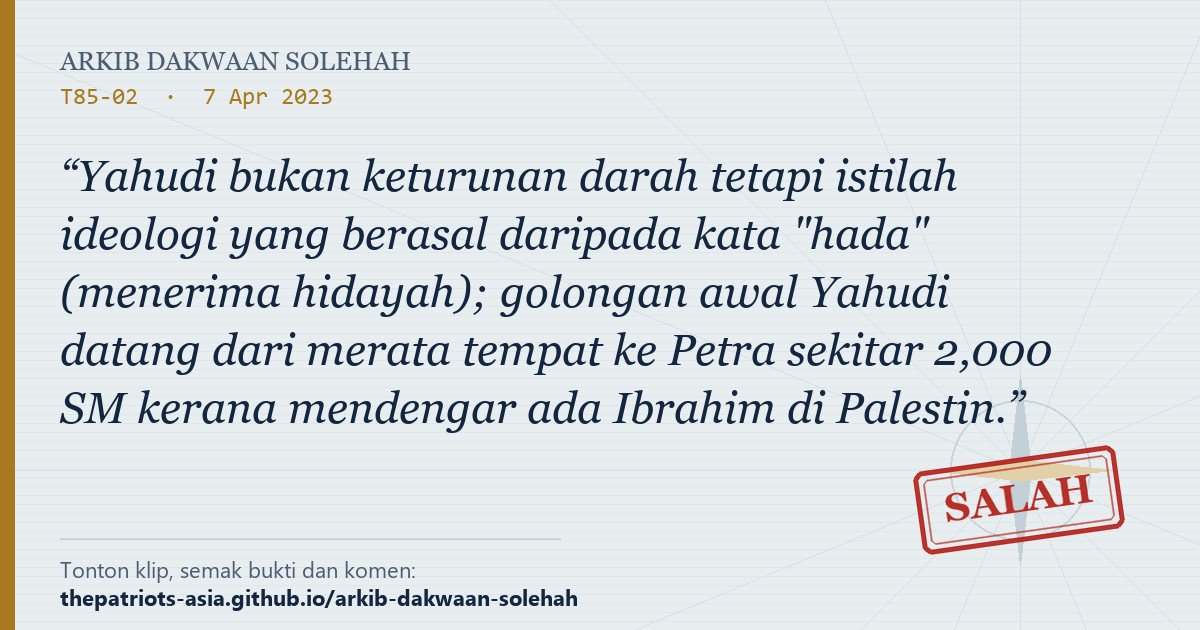 ARKIB DAKWAAN SOLEHAH
T85-02 · 7 Apr 2023
“Yahudi bukan keturunan darah tetapi istilah
ideologi yang berasal daripada kata "hada"
(menerima hidayah); golongan awal Yahudi
datang dari merata tempat ke Petra sekitar 2,000
SM kerana mendengar ada Ibrahim di Palestin.”
SALAH
Tonton klip, semak bukti dan komen:
thepatriots-asia.github.io/arkib-dakwaan-solehah